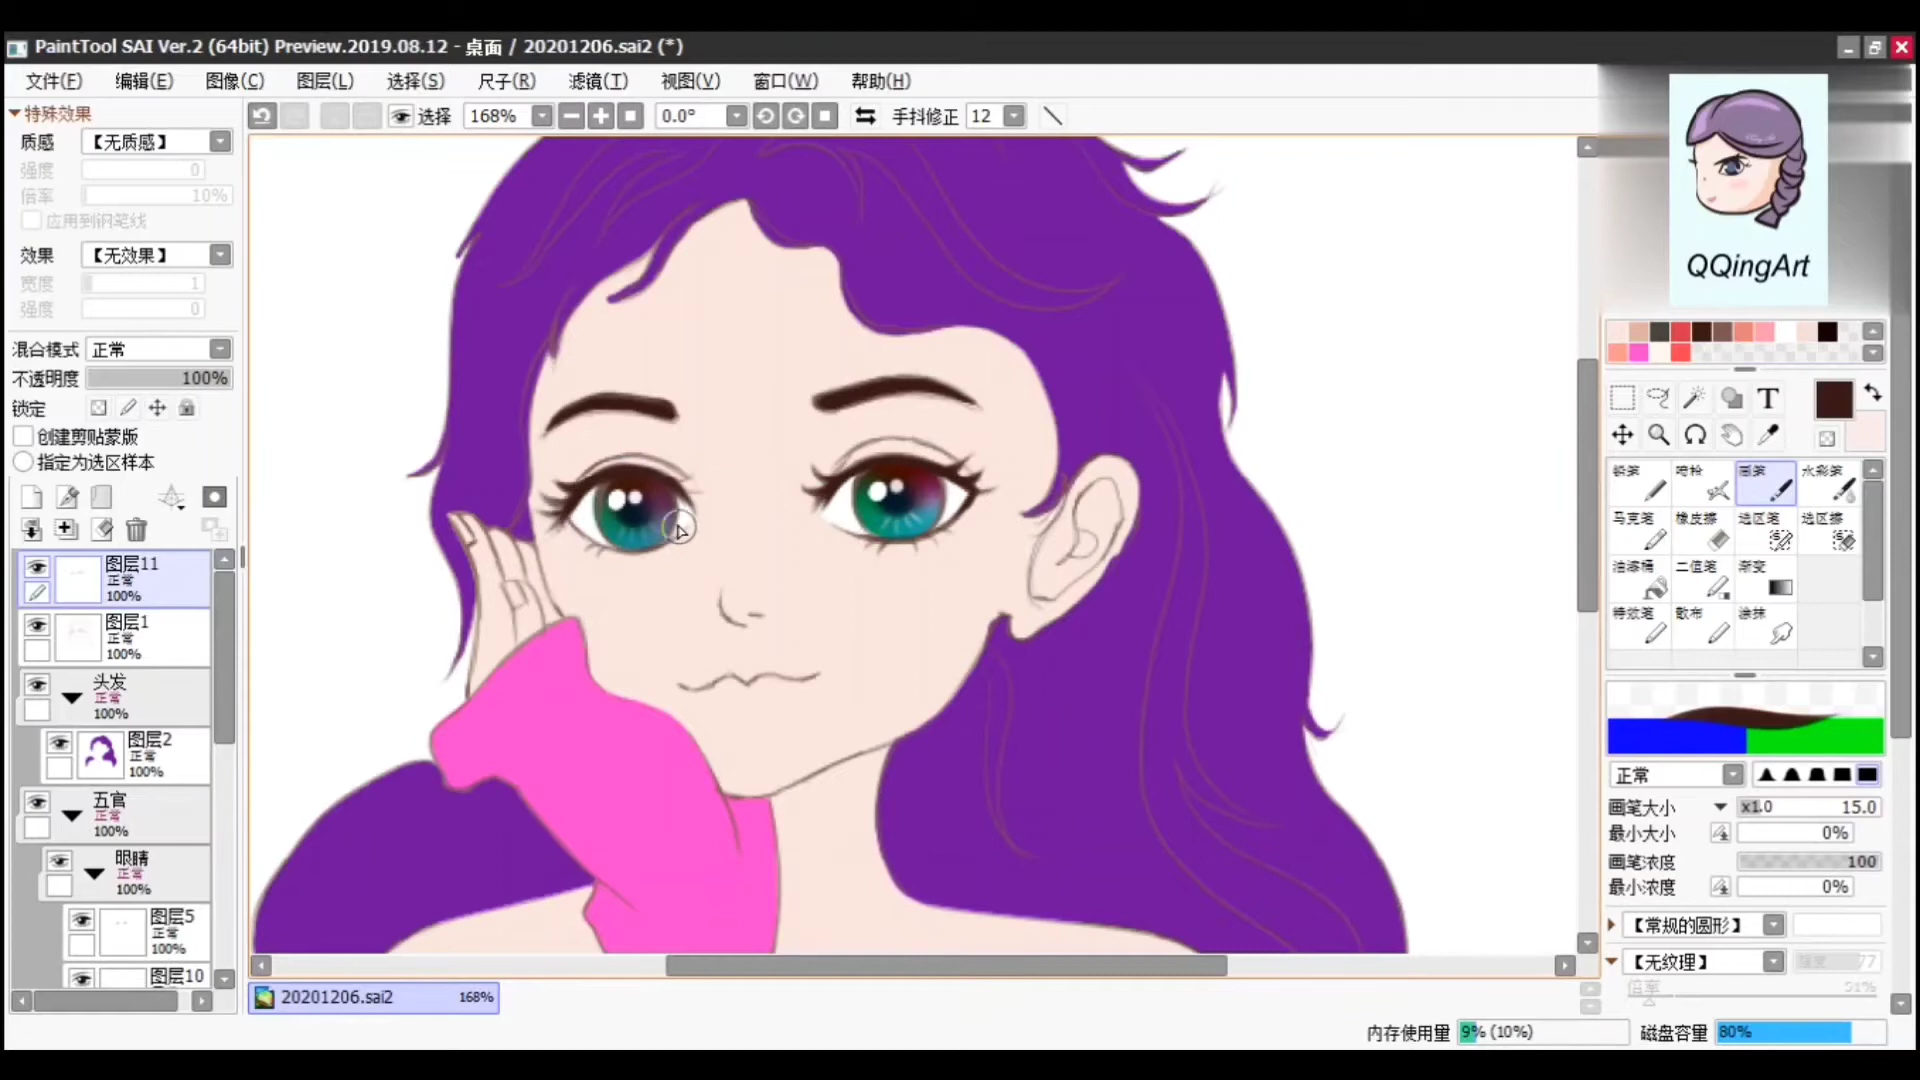 PaintTool SAI Ver.2 (64bit) Preview.2019.08.12 - 桌面 / 20201206.sai2 (*)
文件(F) 编辑(E) 图像(C) 图层(L) 选择(S) 尺子(R) 滤镜(T) 视图(V) 窗口(W) 帮助(H)
选择 168% 0.0° 手抖修正 12
特殊效果
质感 【无质感】
强度 0
倍率 10%
应用到钢笔线
效果 【无效果】
宽度 1
强度 0
混合模式 正常
不透明度 100%
锁定
创建剪贴蒙版
指定为选区样本
图层11
正常
100%
图层1
正常
100%
头发
正常
100%
图层2
正常
100%
五官
正常
100%
眼睛
正常
100%
图层5
正常
100%
图层10
QQingArt
T
铅笔 喷枪 画笔 水彩笔
马克笔 橡皮擦 选区笔 选区擦
油漆桶 二值笔 渐变
特效笔 散布 涂抹
正常
画笔大小 x1.0 15.0
最小大小 0%
画笔浓度 100
最小浓度 0%
【常规的圆形】
【无纹理】 强度 77
倍率 51%
20201206.sai2 168%
内存使用量 9% (10%) 磁盘容量 80%